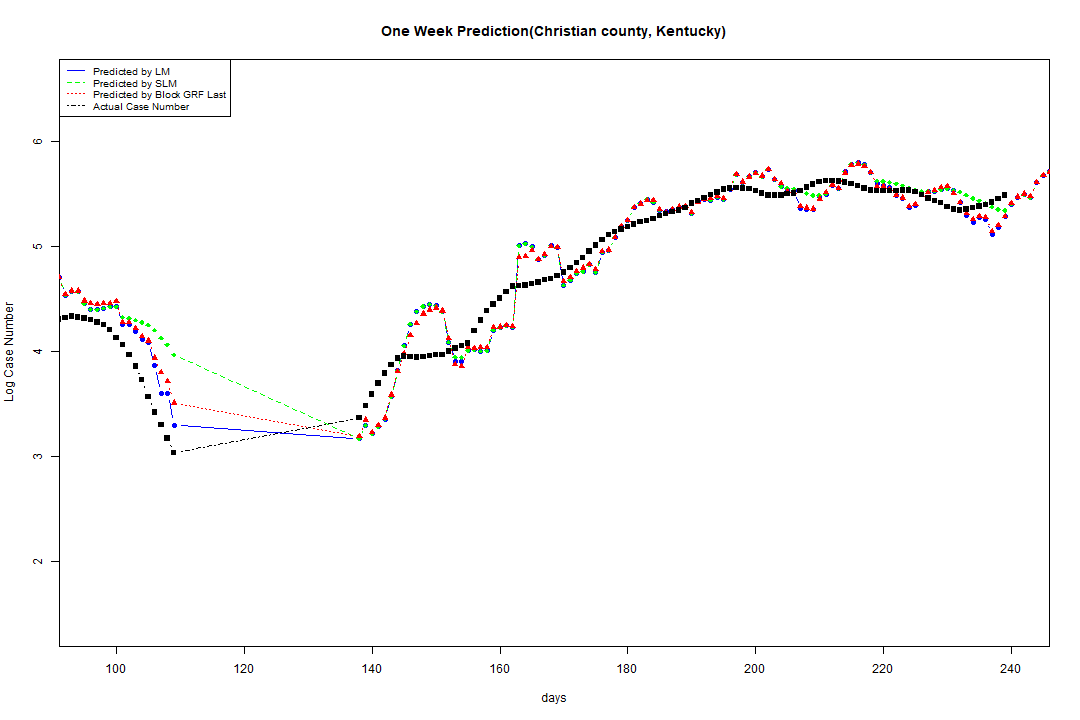 One Week Prediction(Christian county, Kentucky)
Predicted by LM
Predicted by SLM
Predicted by Block GRF Last
Actual Case Number
6
5
4
3
2
Log Case Number
100 120 140 160 180 200 220 240
days